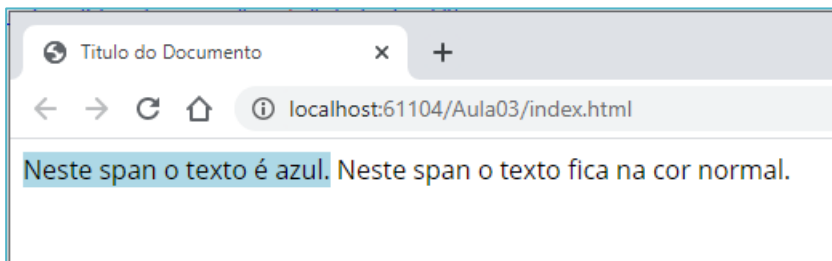 Titulo do Documento
localhost:61104/Aula03/index.html
Neste span o texto é azul. Neste span o texto fica na cor normal.